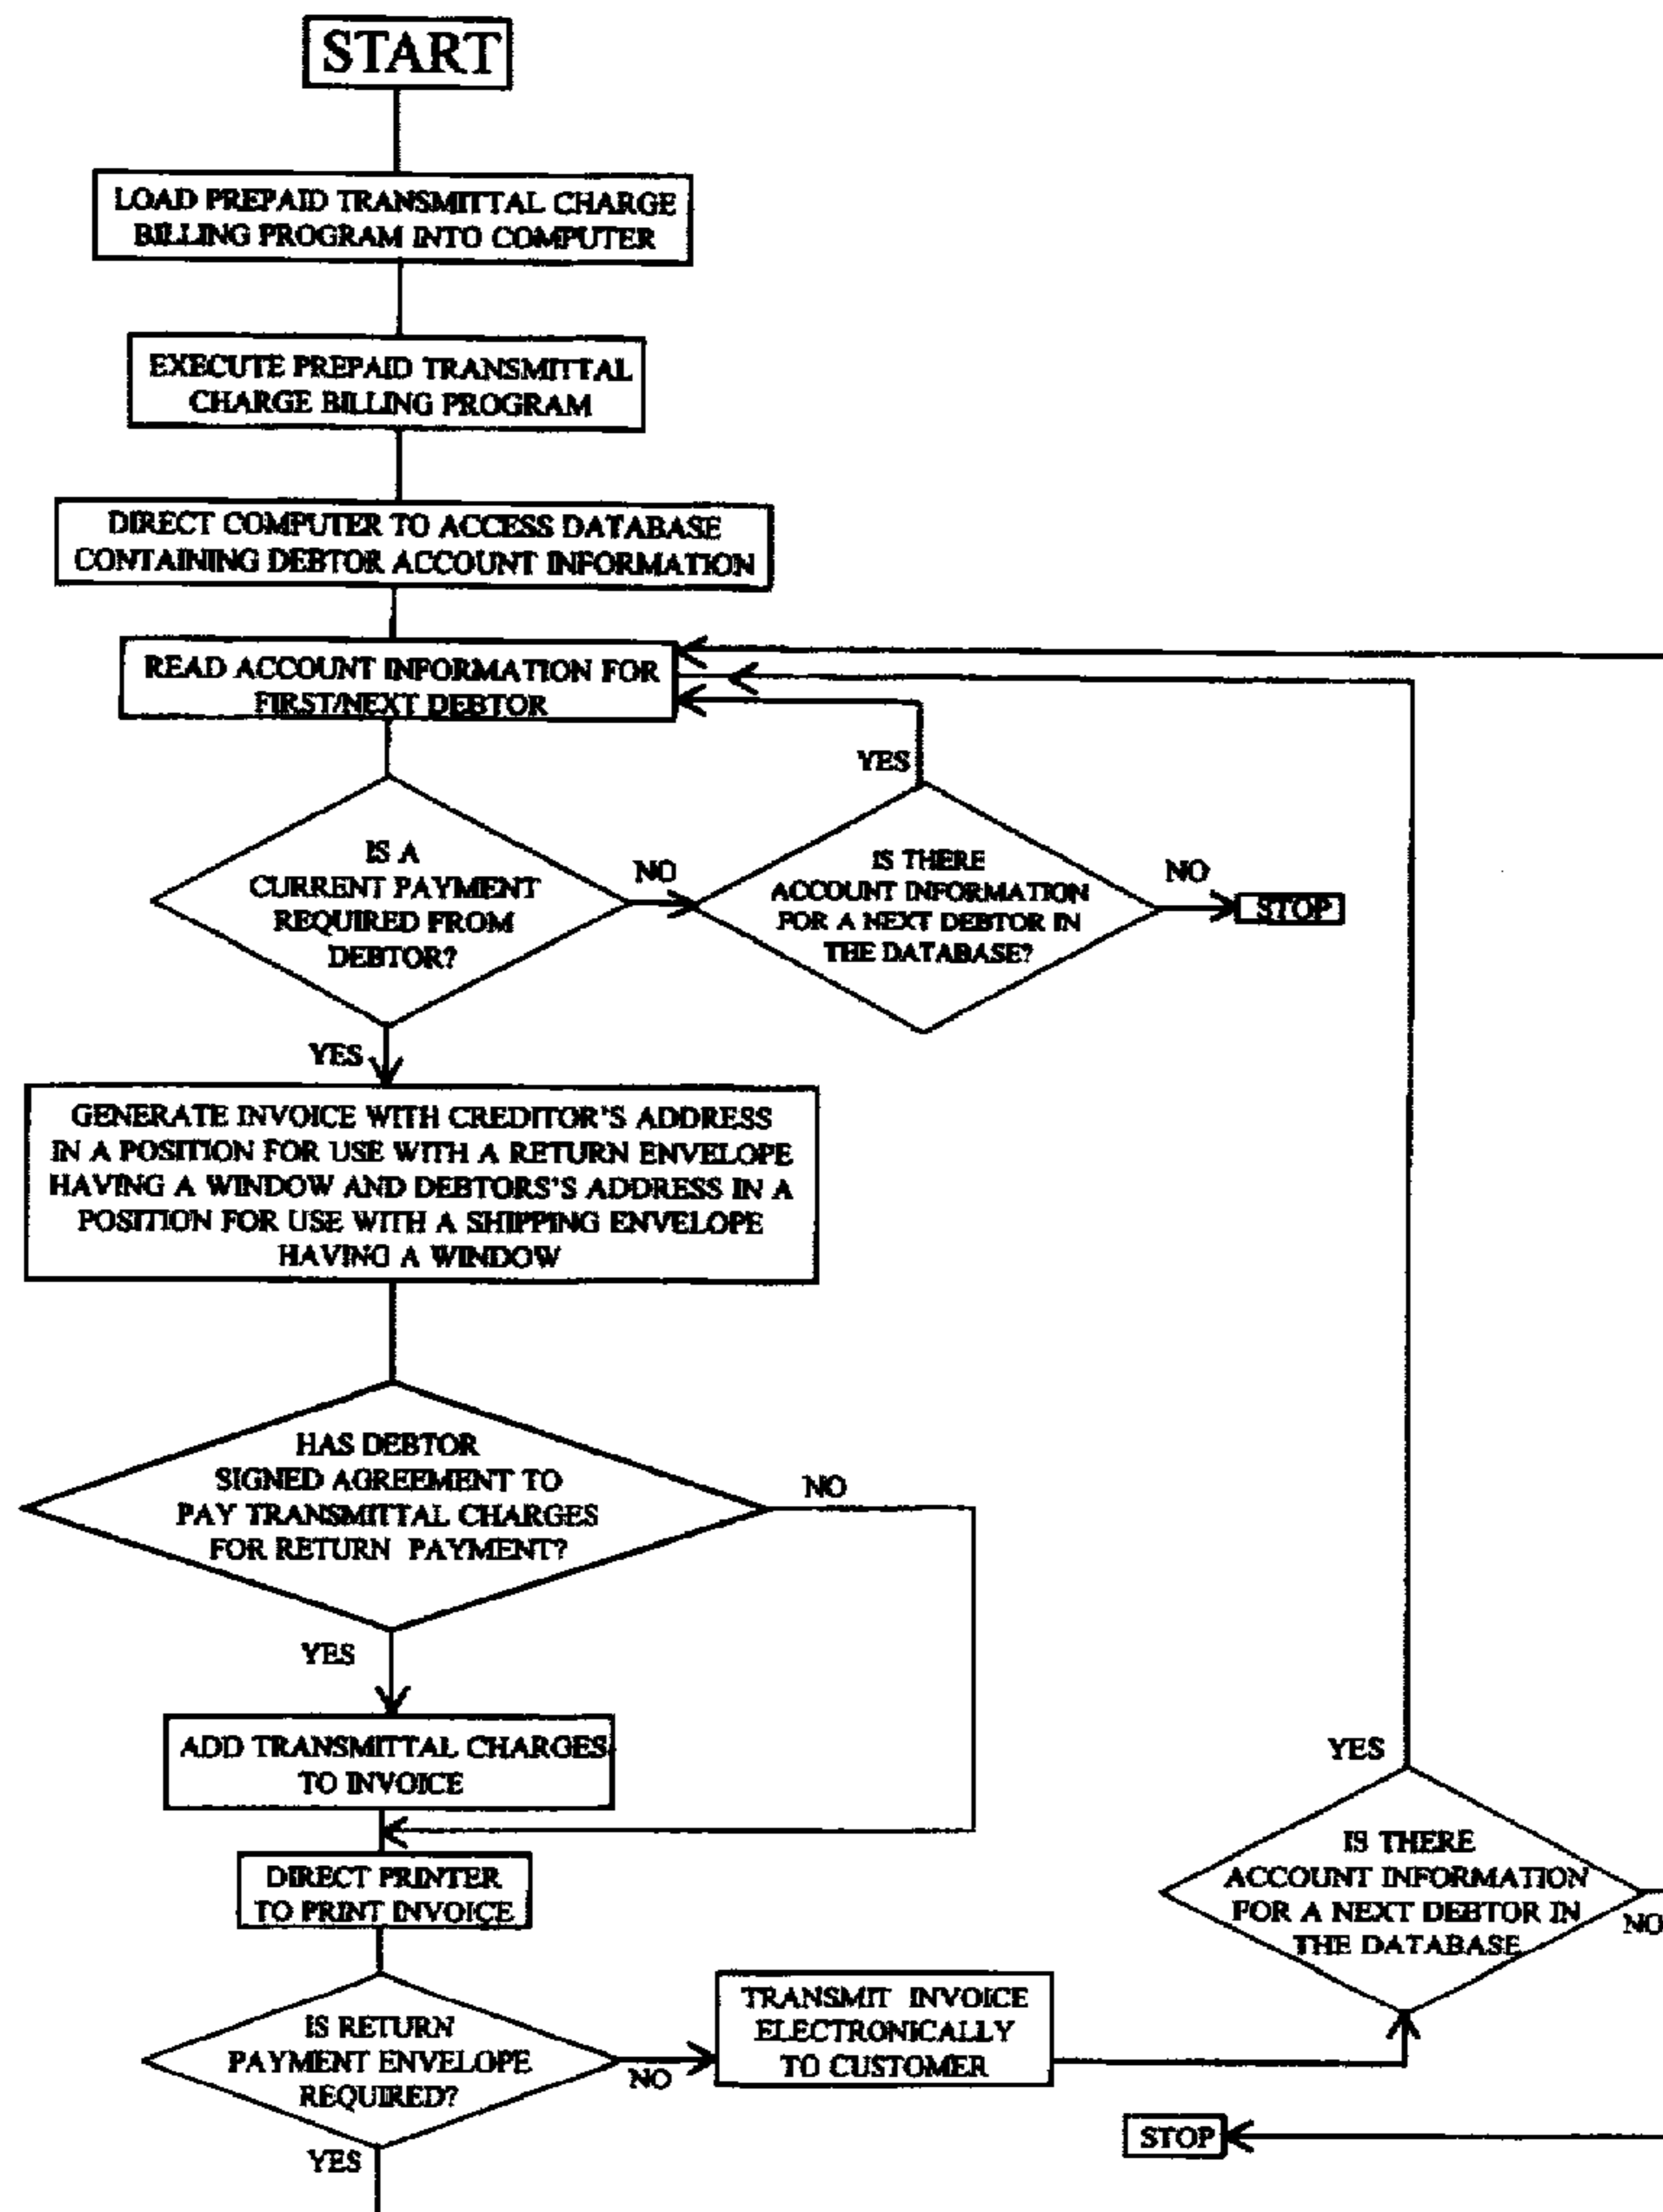 START
LOAD PREPAID TRANSMITTAL CHARGE
BILLING PROGRAM INTO COMPUTER
EXECUTE PREPAID TRANSMITTAL
CHARGE BILLING PROGRAM
DIRECT COMPUTER TO ACCESS DATABASE
CONTAINING DEBTOR ACCOUNT INFORMATION
READ ACCOUNT INFORMATION FOR
FIRST/NEXT DEBTOR
YES
IS A
CURRENT PAYMENT
REQUIRED FROM
DEBTOR?
NO
IS THERE
ACCOUNT INFORMATION
FOR A NEXT DEBTOR IN
THE DATABASE?
NO
STOP
YES
GENERATE INVOICE WITH CREDITOR'S ADDRESS
IN A POSITION FOR USE WITH A RETURN ENVELOPE
HAVING A WINDOW AND DEBTORS'S ADDRESS IN A
POSITION FOR USE WITH A SHIPPING ENVELOPE
HAVING A WINDOW
HAS DEBTOR
SIGNED AGREEMENT TO
PAY TRANSMITTAL CHARGES
FOR RETURN PAYMENT?
NO
YES
ADD TRANSMITTAL CHARGES
TO INVOICE
DIRECT PRINTER
TO PRINT INVOICE
YES
IS THERE
ACCOUNT INFORMATION
FOR A NEXT DEBTOR IN
THE DATABASE
NO
IS RETURN
PAYMENT ENVELOPE
REQUIRED?
NO
TRANSMIT INVOICE
ELECTRONICALLY
TO CUSTOMER
STOP
YES